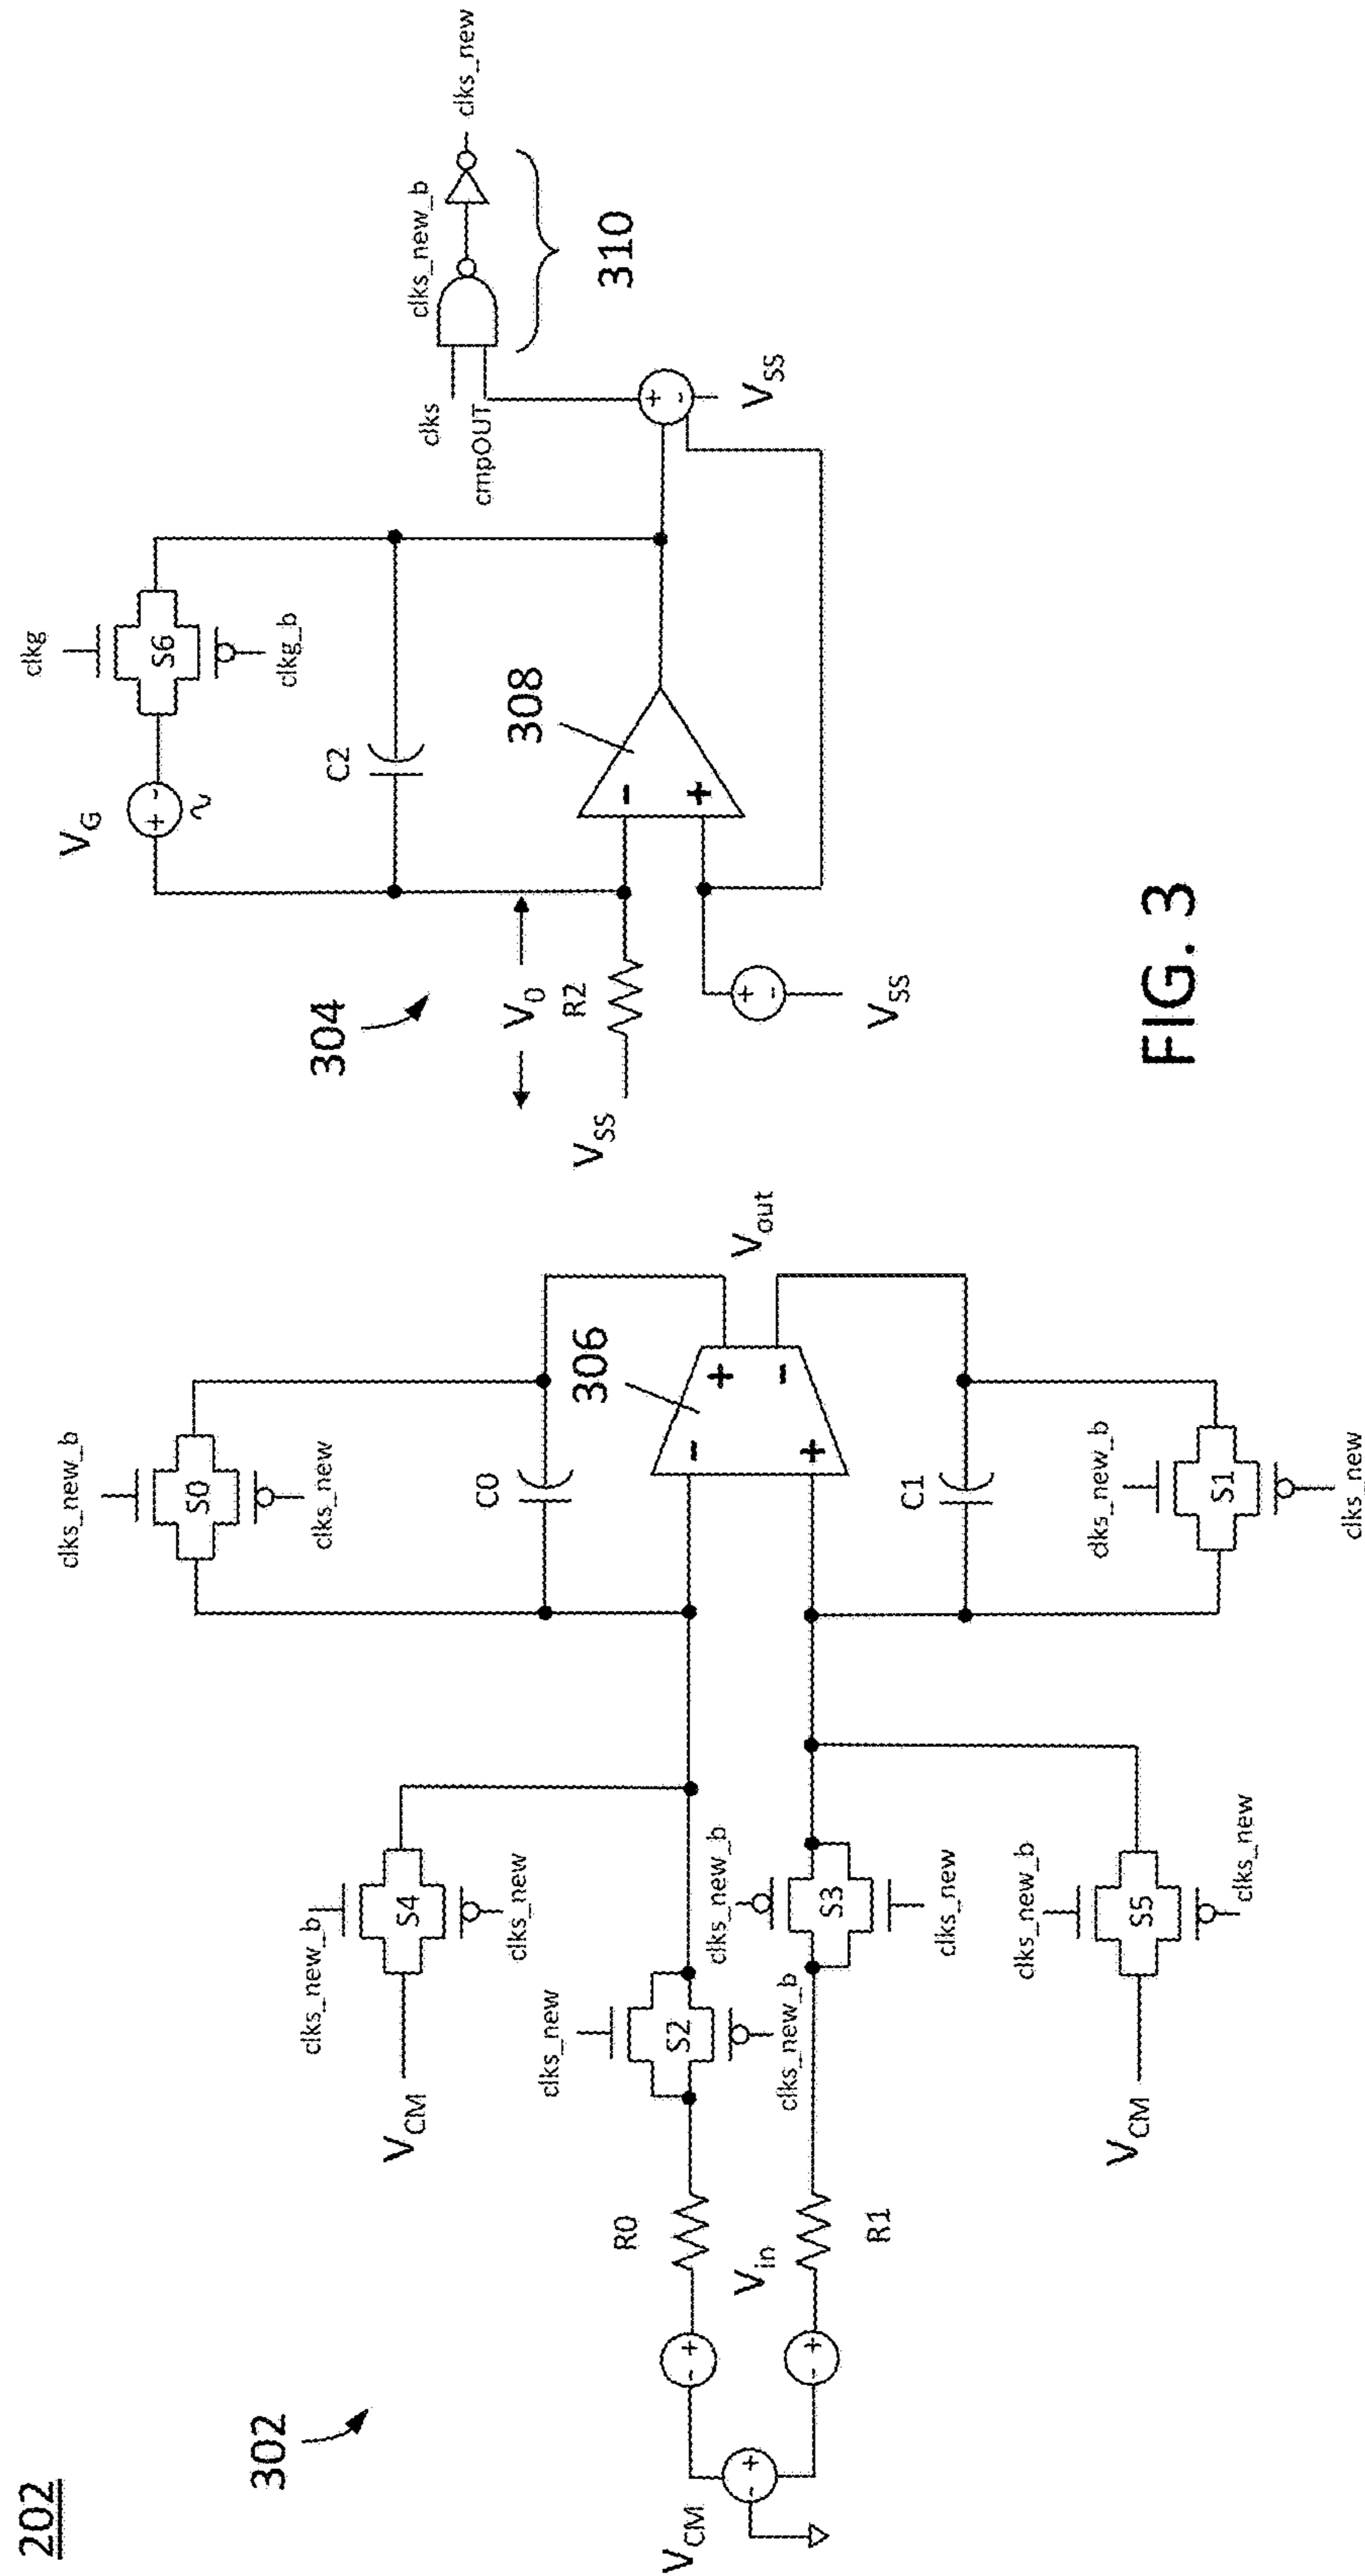 202
302
V_CM
R0
V_in
R1
V_CM
clks_new_b
S4
clks_new
clks_new
S2
clks_new_b
clks_new_b
S3
clks_new
V_CM
clks_new_b
S5
clks_new
clks_new_b
S0
clks_new
C0
306
V_out
C1
clks_new_b
S1
clks_new
304
V_0
V_SS
R2
V_SS
V_G
clkg
S6
clkg_b
C2
308
clks
cmpOUT
clks_new_b
clks_new
310
V_SS
FIG. 3